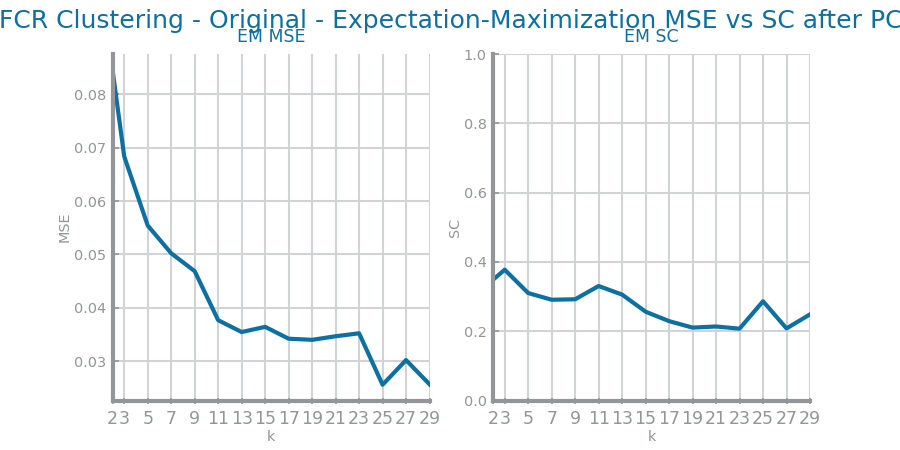 FCR Clustering - Original - Expectation-Maximization MSE vs SC after PC
EM MSE
EM SC
0.08
0.07
0.06
0.05
0.04
0.03
MSE
2 3 5 7 9 11 13 15 17 19 21 23 25 27 29
k
1.0
0.8
0.6
0.4
0.2
0.0
SC
2 3 5 7 9 11 13 15 17 19 21 23 25 27 29
k